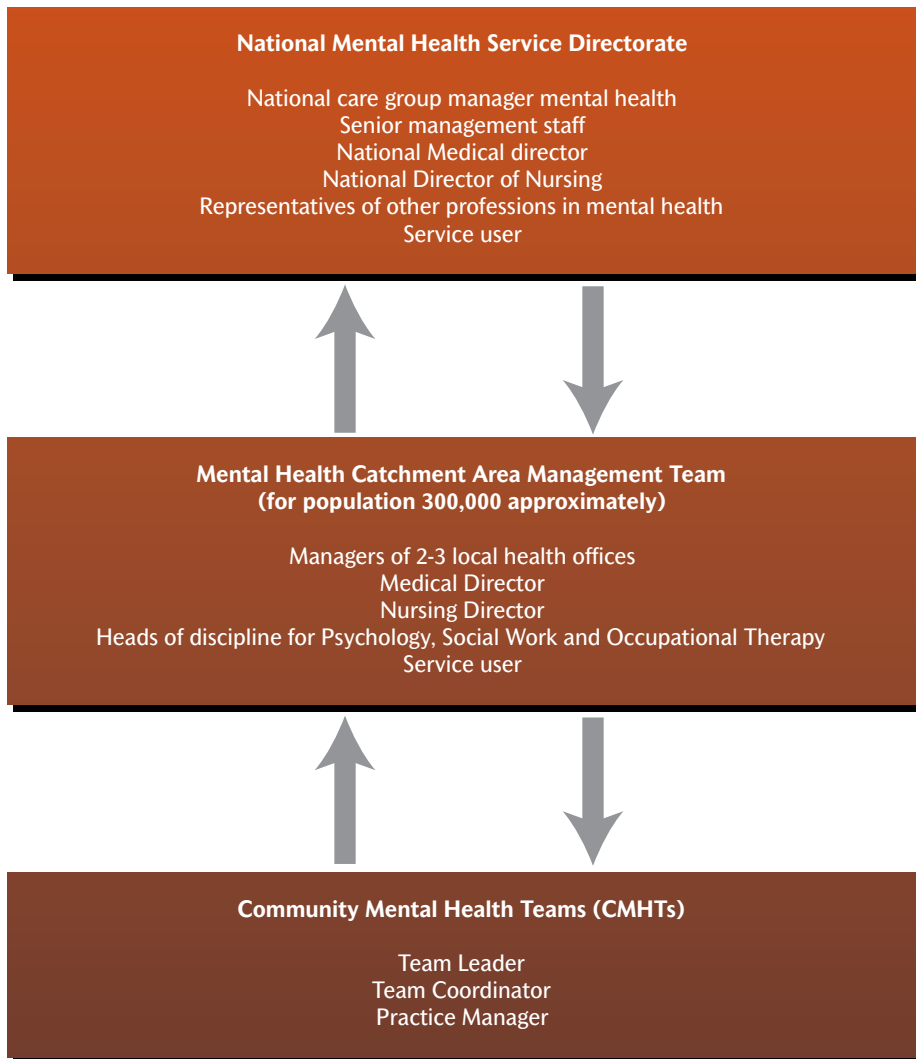 National Mental Health Service Directorate
National care group manager mental health
Senior management staff
National Medical director
National Director of Nursing
Representatives of other professions in mental health
Service user
Mental Health Catchment Area Management Team
(for population 300,000 approximately)
Managers of 2-3 local health offices
Medical Director
Nursing Director
Heads of discipline for Psychology, Social Work and Occupational Therapy
Service user
Community Mental Health Teams (CMHTs)
Team Leader
Team Coordinator
Practice Manager